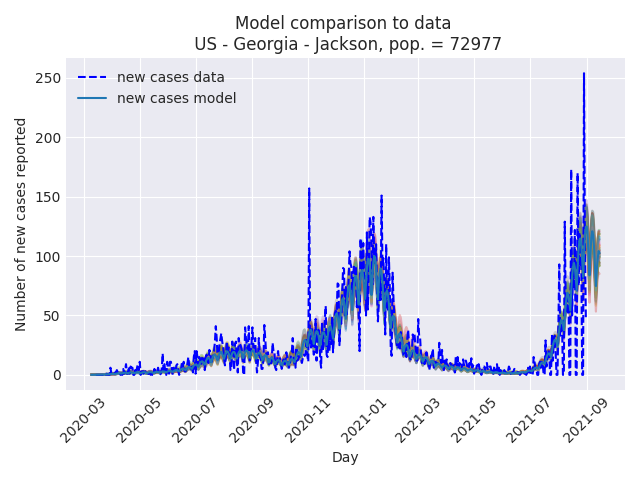 Model comparison to data
US - Georgia - Jackson, pop. = 72977
new cases data
new cases model
Number of new cases reported
250
200
150
100
50
0
2020-03
2020-05
2020-07
2020-09
2020-11
2021-01
2021-03
2021-05
2021-07
2021-09
Day